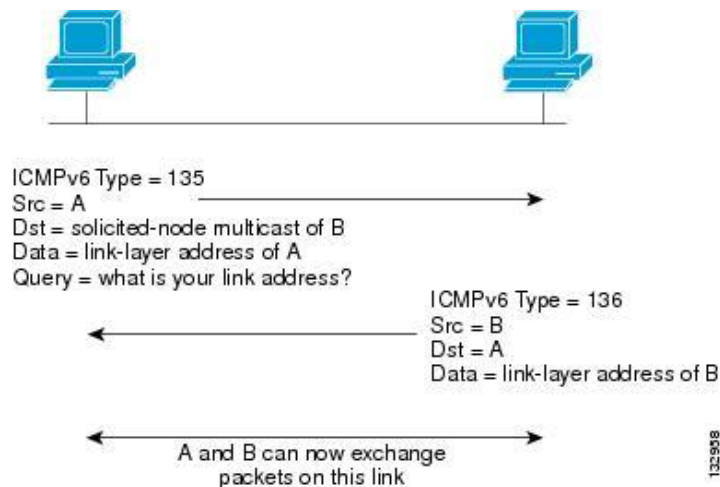 ICMPv6 Type = 135
Src = A
Dst = solicited-node multicast of B
Data = link-layer address of A
Query = what is your link address?
ICMPv6 Type = 136
Src = B
Dst = A
Data = link-layer address of B
A and B can now exchange
packets on this link
132958